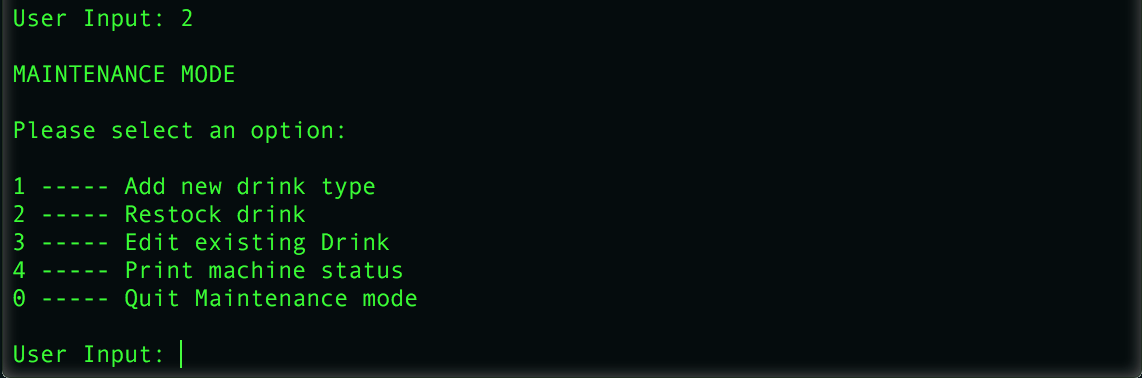 User Input: 2
MAINTENANCE MODE
Please select an option:
1 ----- Add new drink type
2 ----- Restock drink
3 ----- Edit existing Drink
4 ----- Print machine status
0 ----- Quit Maintenance mode
User Input: